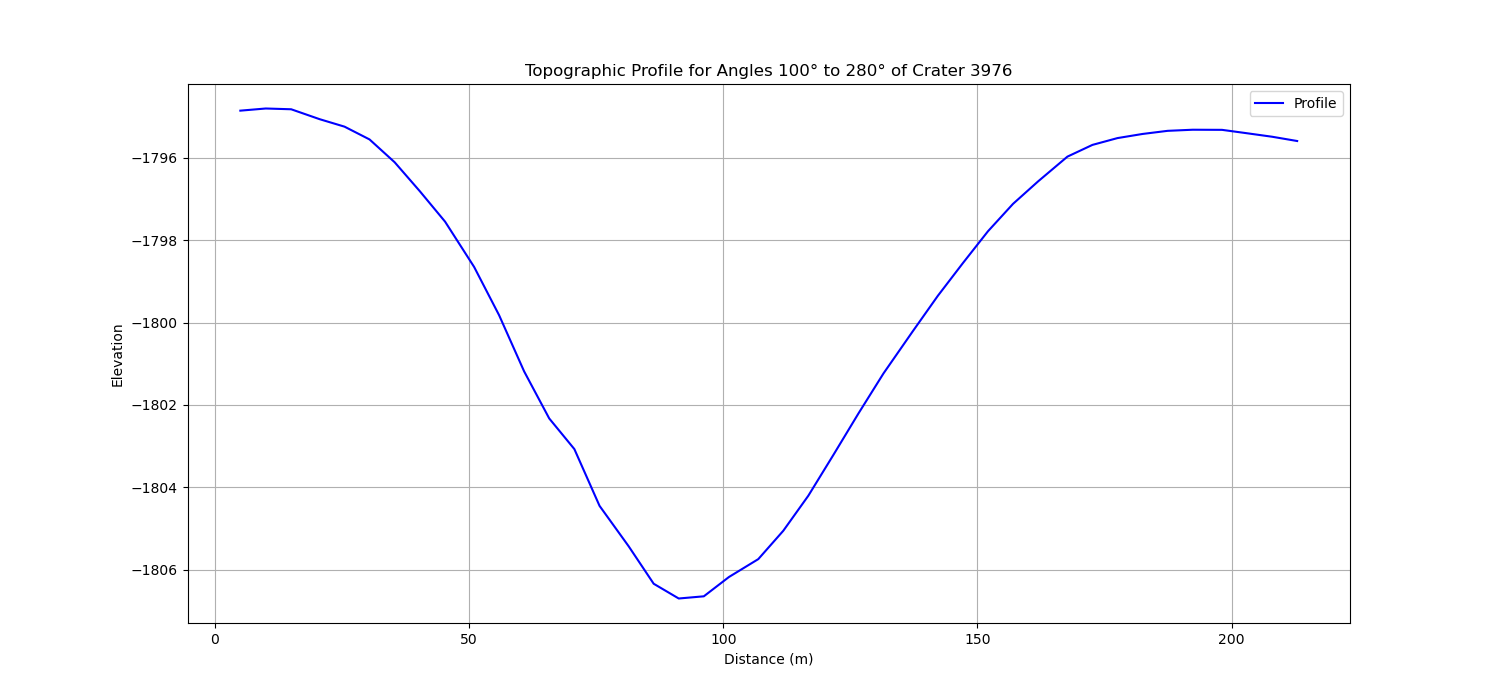 Topographic Profile for Angles 100° to 280° of Crater 3976
Profile
−1796
−1798
−1800
−1802
−1804
−1806
Elevation
0 50 100 150 200
Distance (m)